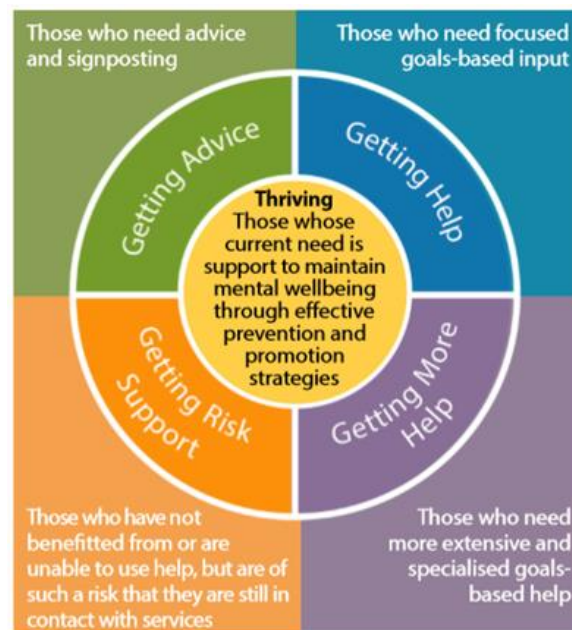 Those who need advice
and signposting
Those who need focused
goals-based input
Getting Advice
Getting Help
Thriving
Those whose
current need is
support to maintain
mental wellbeing
through effective
prevention and
promotion
strategies
Getting Risk
Support
Getting More
Help
Those who have not
benefitted from or are
unable to use help, but are of
such a risk that they are still in
contact with services
Those who need
more extensive and
specialised goals-
based help